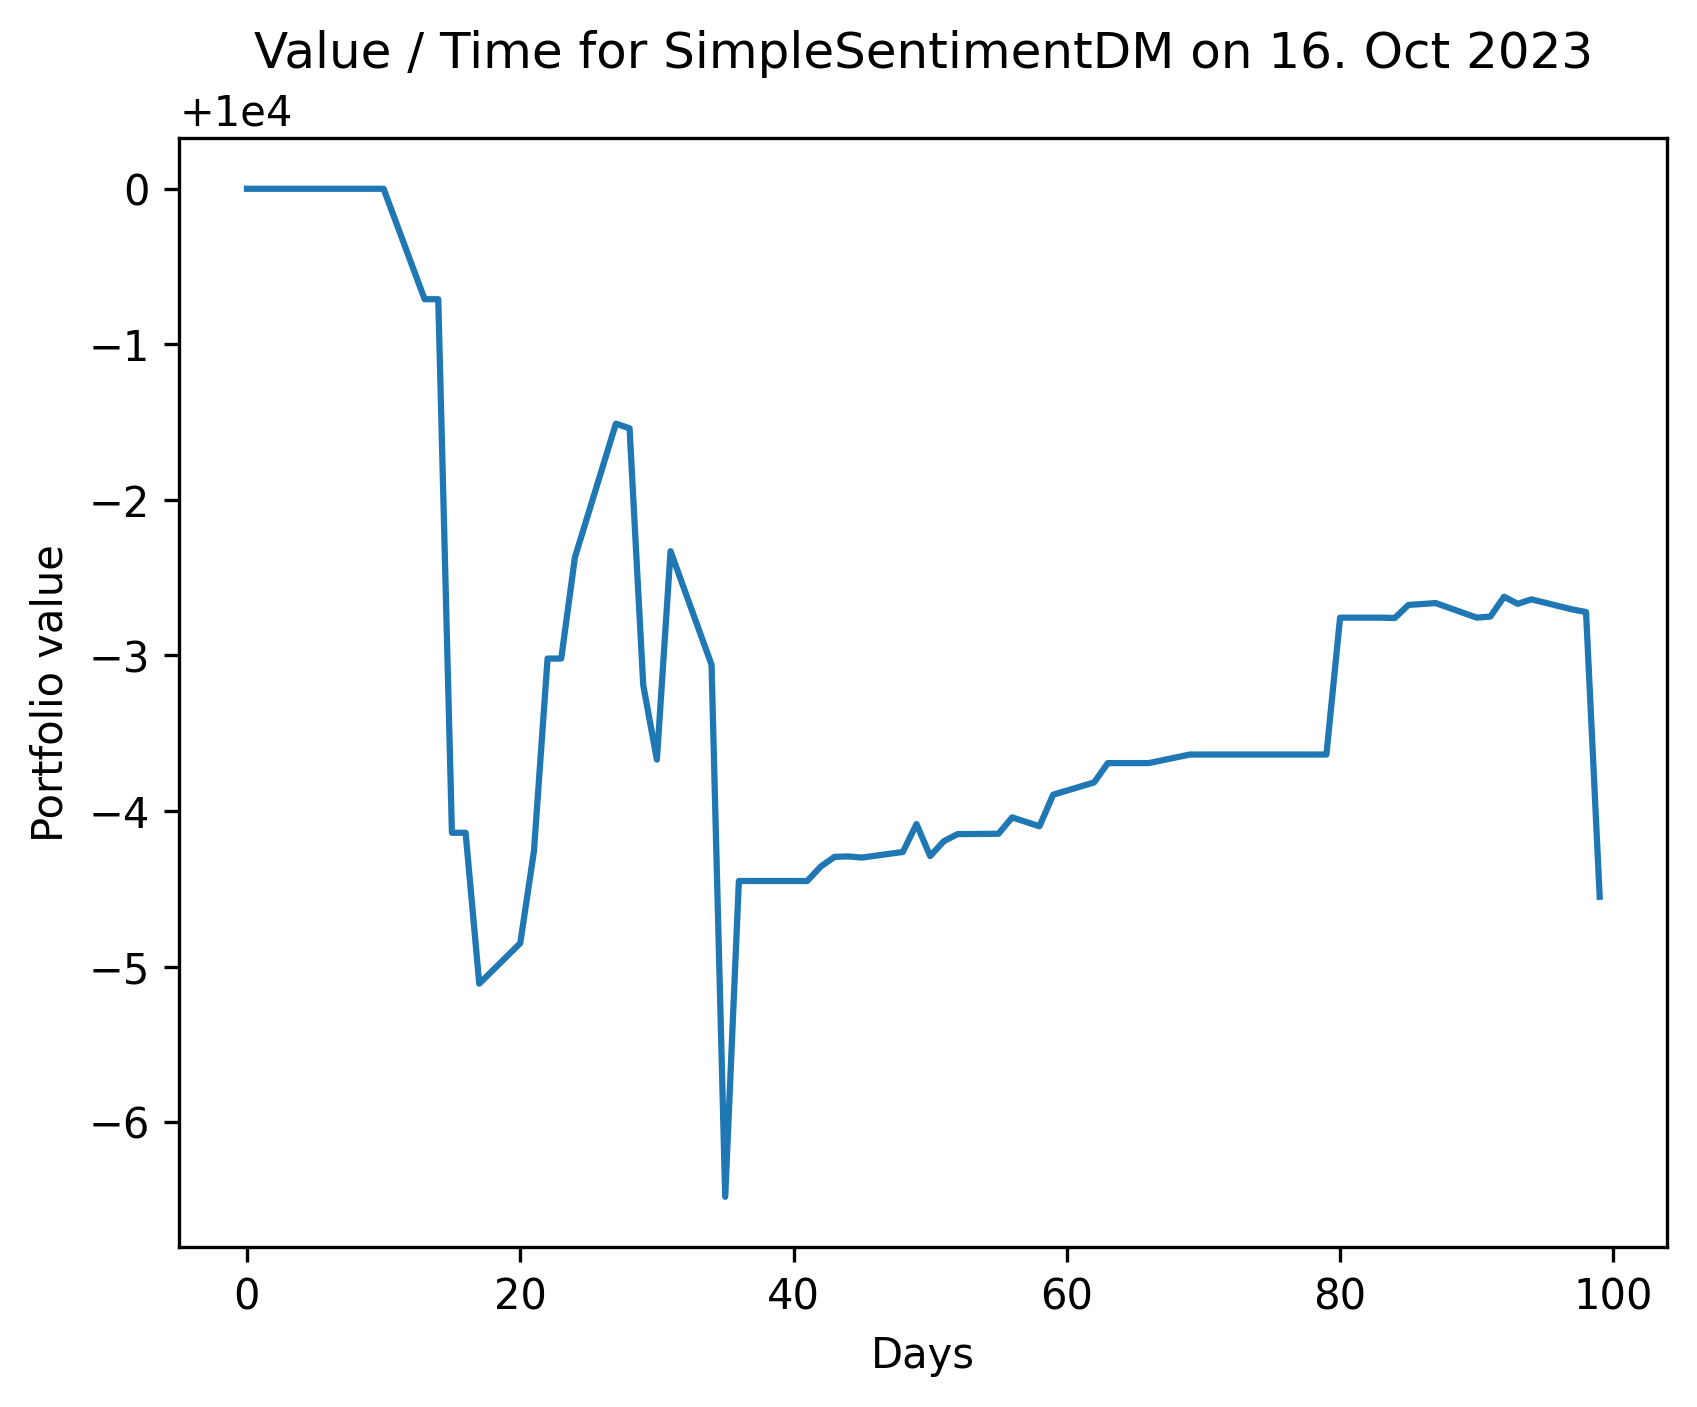 Value / Time for SimpleSentimentDM on 16. Oct 2023
+1e4
0
−1
−2
−3
−4
−5
−6
Portfolio value
0 20 40 60 80 100
Days